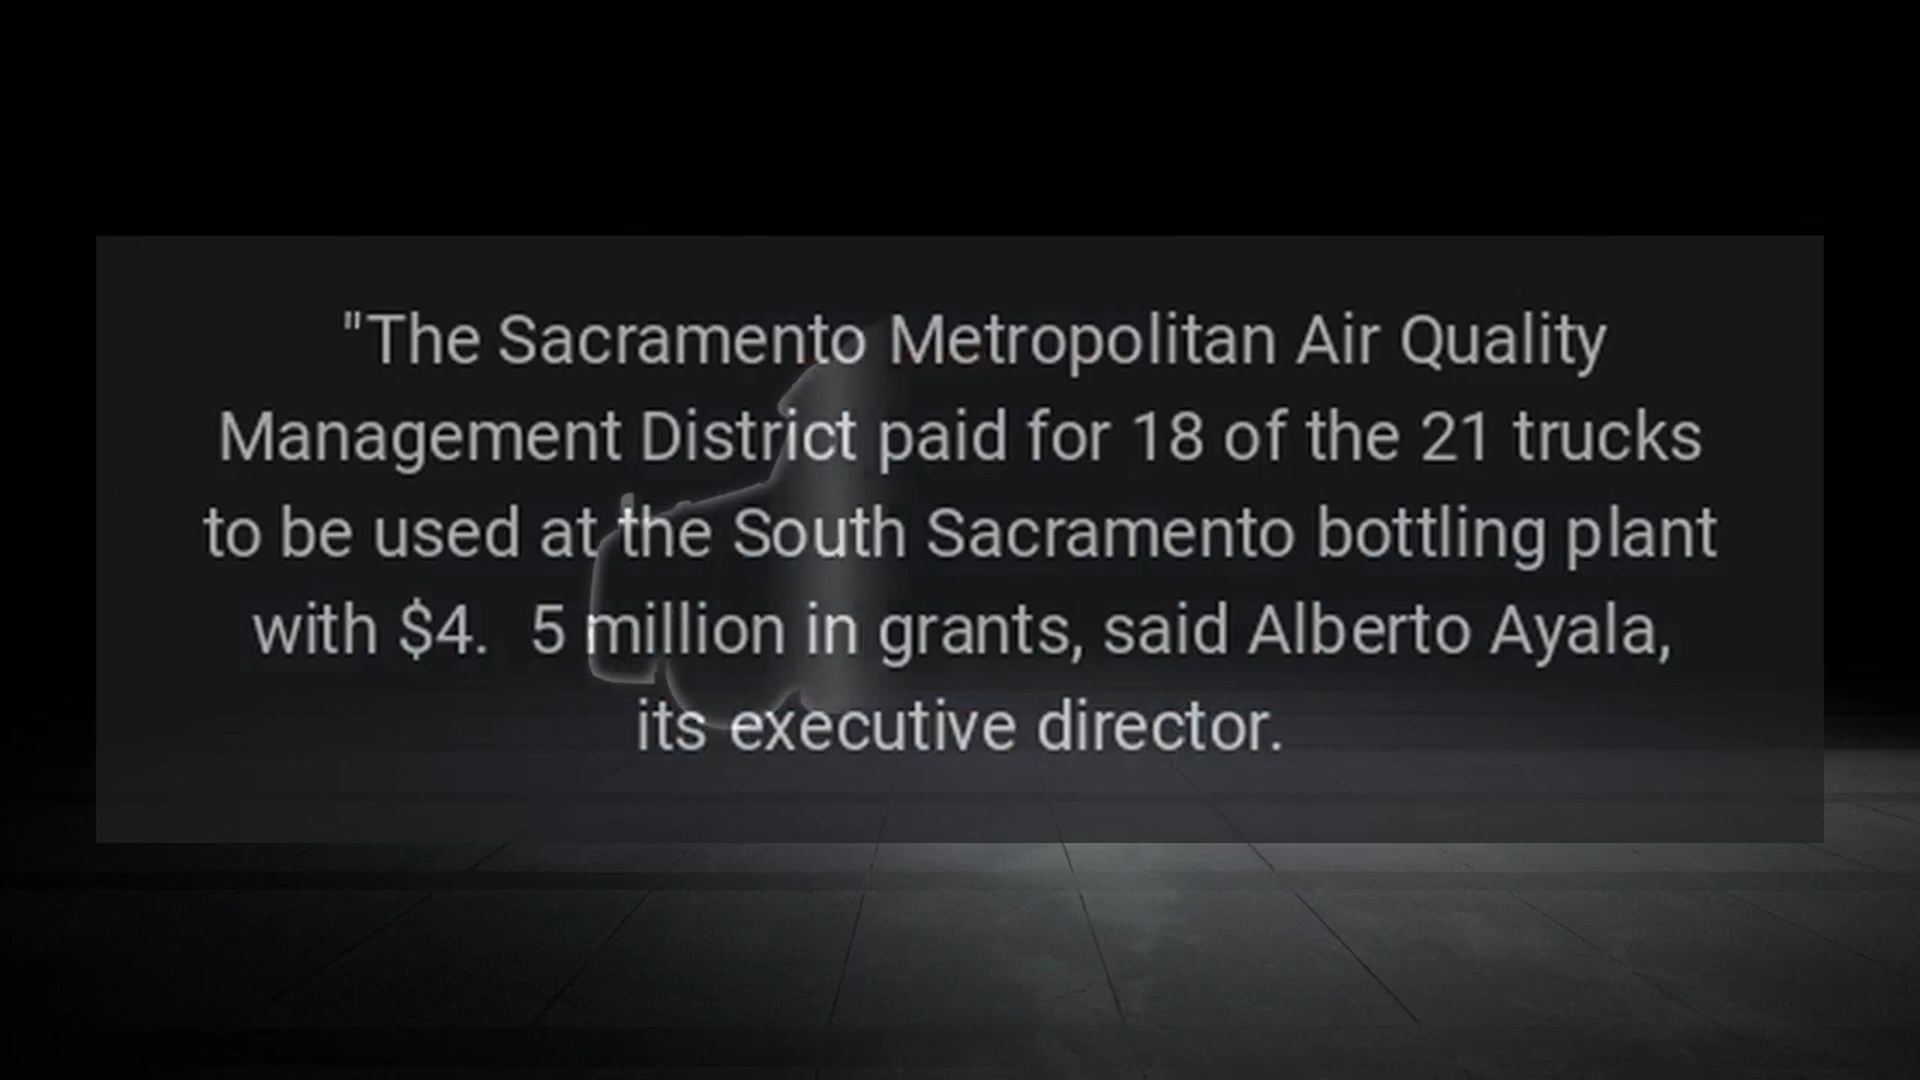 "The Sacramento Metropolitan Air Quality
Management District paid for 18 of the 21 trucks
to be used at the South Sacramento bottling plant
with $4.  5 million in grants, said Alberto Ayala,
its executive director.